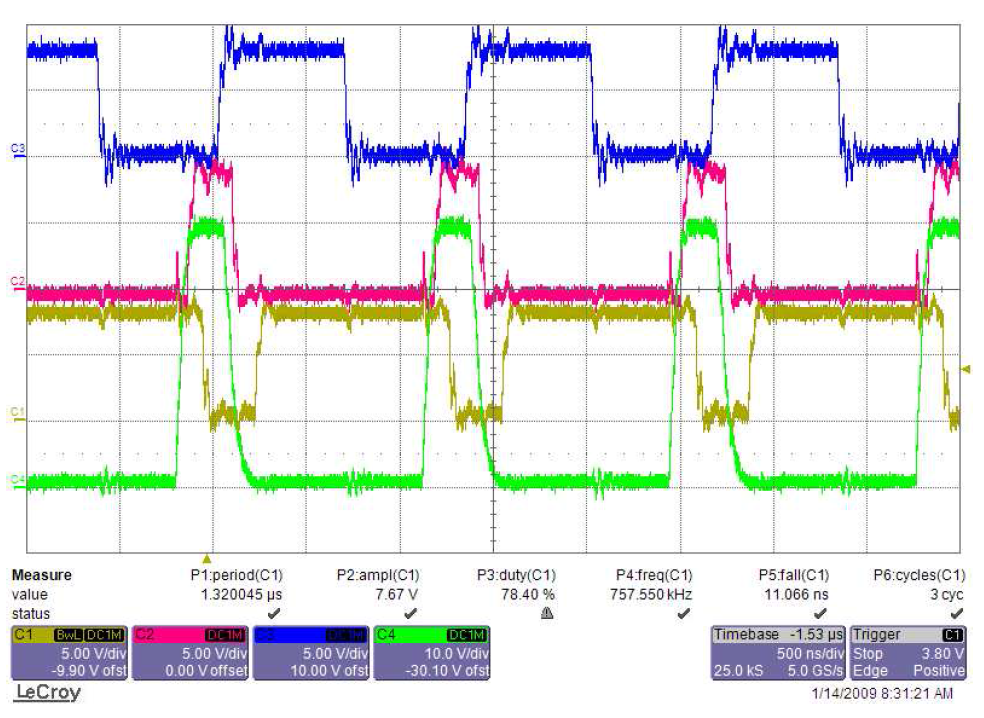 C3
C2
C1
C4
Measure P1:period(C1) P2:ampl(C1) P3:duty(C1) P4:freq(C1) P5:fall(C1) P6:cycles(C1)
value 1.320045 µs 7.67 V 78.40 % 757.550 kHz 11.066 ns 3 cyc
status
C1 BwL DC1M C2 DC1M C3 DC1M C4 DC1M Timebase -1.53 µs Trigger C1
5.00 V/div 5.00 V/div 5.00 V/div 10.0 V/div 500 ns/div Stop 3.80 V
-9.90 V ofst 0.00 V offset 10.00 V ofst -30.10 V ofst 25.0 kS 5.0 GS/s Edge Positive
LeCroy 1/14/2009 8:31:21 AM